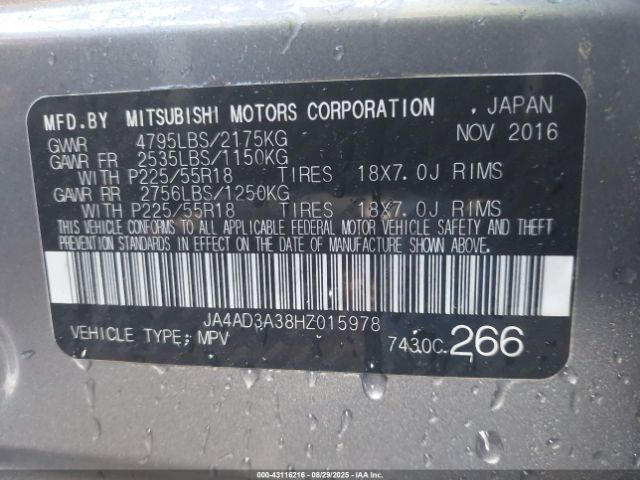 MFD.BY MITSUBISHI MOTORS CORPORATION , JAPAN
GVWR 4795LBS/2175KG NOV 2016
GAWR FR 2535LBS/1150KG
WITH P225/55R18 TIRES 18X7.0J RIMS
GAWR RR 2756LBS/1250KG
WITH P225/55R18 TIRES 18X7.0J RIMS
THIS VEHICLE CONFORMS TO ALL APPLICABLE FEDERAL MOTOR VEHICLE SAFETY AND THEFT
PREVENTION STANDARDS IN EFFECT ON THE DATE OF MANUFACTURE SHOWN ABOVE.
JA4AD3A38HZ015978
VEHICLE TYPE; MPV 7430C 266
000-43116216 - 08/29/2025 - IAAI.com